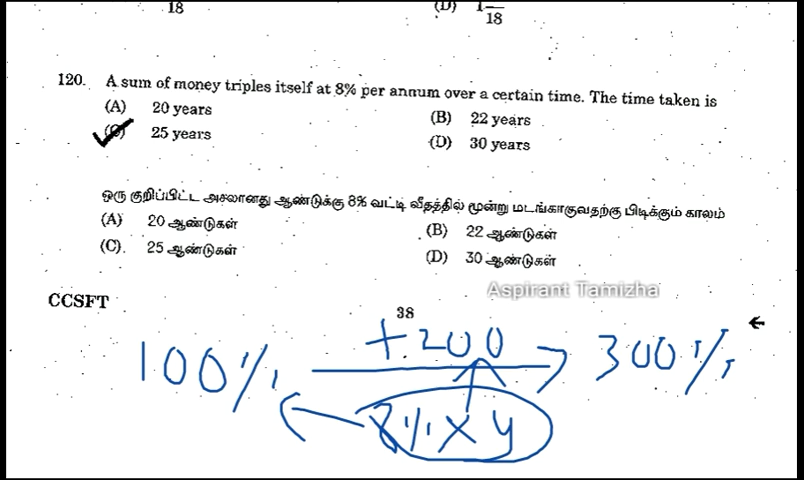 18
(D) 1— 18
120. A sum of money triples itself at 8% per annum over a certain time. The time taken is
(A) 20 years
(B) 22 years
(C) 25 years
(D) 30 years
ஒரு குறிப்பிட்ட அசலானது ஆண்டுக்கு 8% வட்டி வீதத்தில் மூன்று மடங்காகுவதற்கு பிடிக்கும் காலம்
(A) 20 ஆண்டுகள்
(B) 22 ஆண்டுகள்
(C). 25 ஆண்டுகள்
(D) 30 ஆண்டுகள்
Aspirant Tamizha
CCSFT
38
100% +200 300%
8% x y